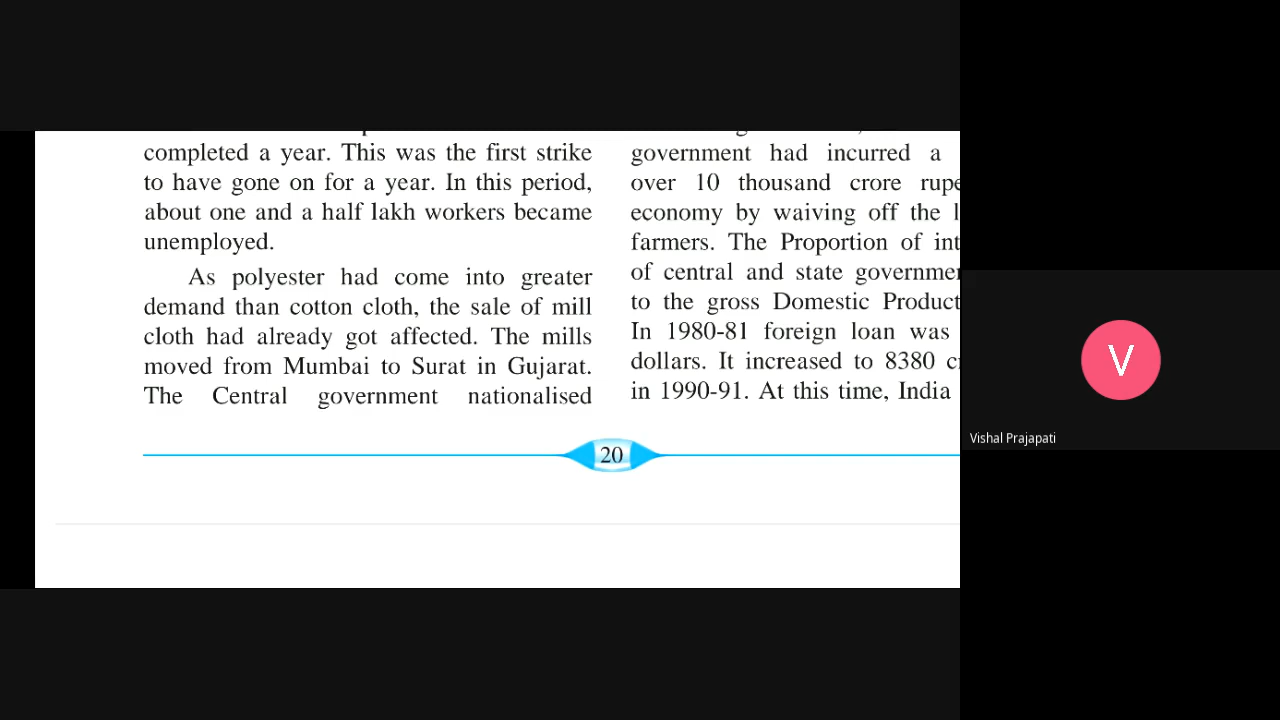 completed a year. This was the first strike
to have gone on for a year. In this period,
about one and a half lakh workers became
unemployed.
As polyester had come into greater
demand than cotton cloth, the sale of mill
cloth had already got affected. The mills
moved from Mumbai to Surat in Gujarat.
The Central government nationalised
government had incurred a
over 10 thousand crore
economy by waiving off the
farmers. The Proportion of
of central and state
to the gross Domestic Product
In 1980-81 foreign loan was
dollars. It increased to 8380
in 1990-91. At this time, India
20
V
Vishal Prajapati